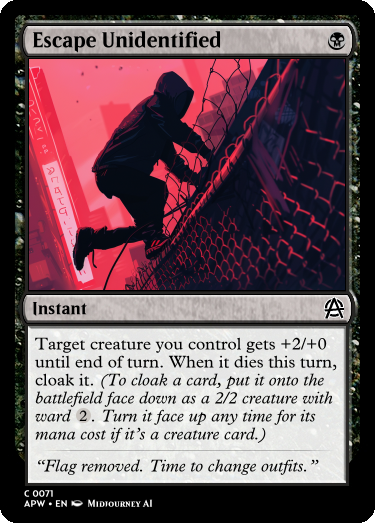 Escape Unidentified
Instant
Target creature you control gets +2/+0
until end of turn. When it dies this turn,
cloak it. (To cloak a card, put it onto the
battlefield face down as a 2/2 creature with
ward 2. Turn it face up any time for its
mana cost if it's a creature card.)
"Flag removed. Time to change outfits."
C 0071
APW • EN Midjourney AI